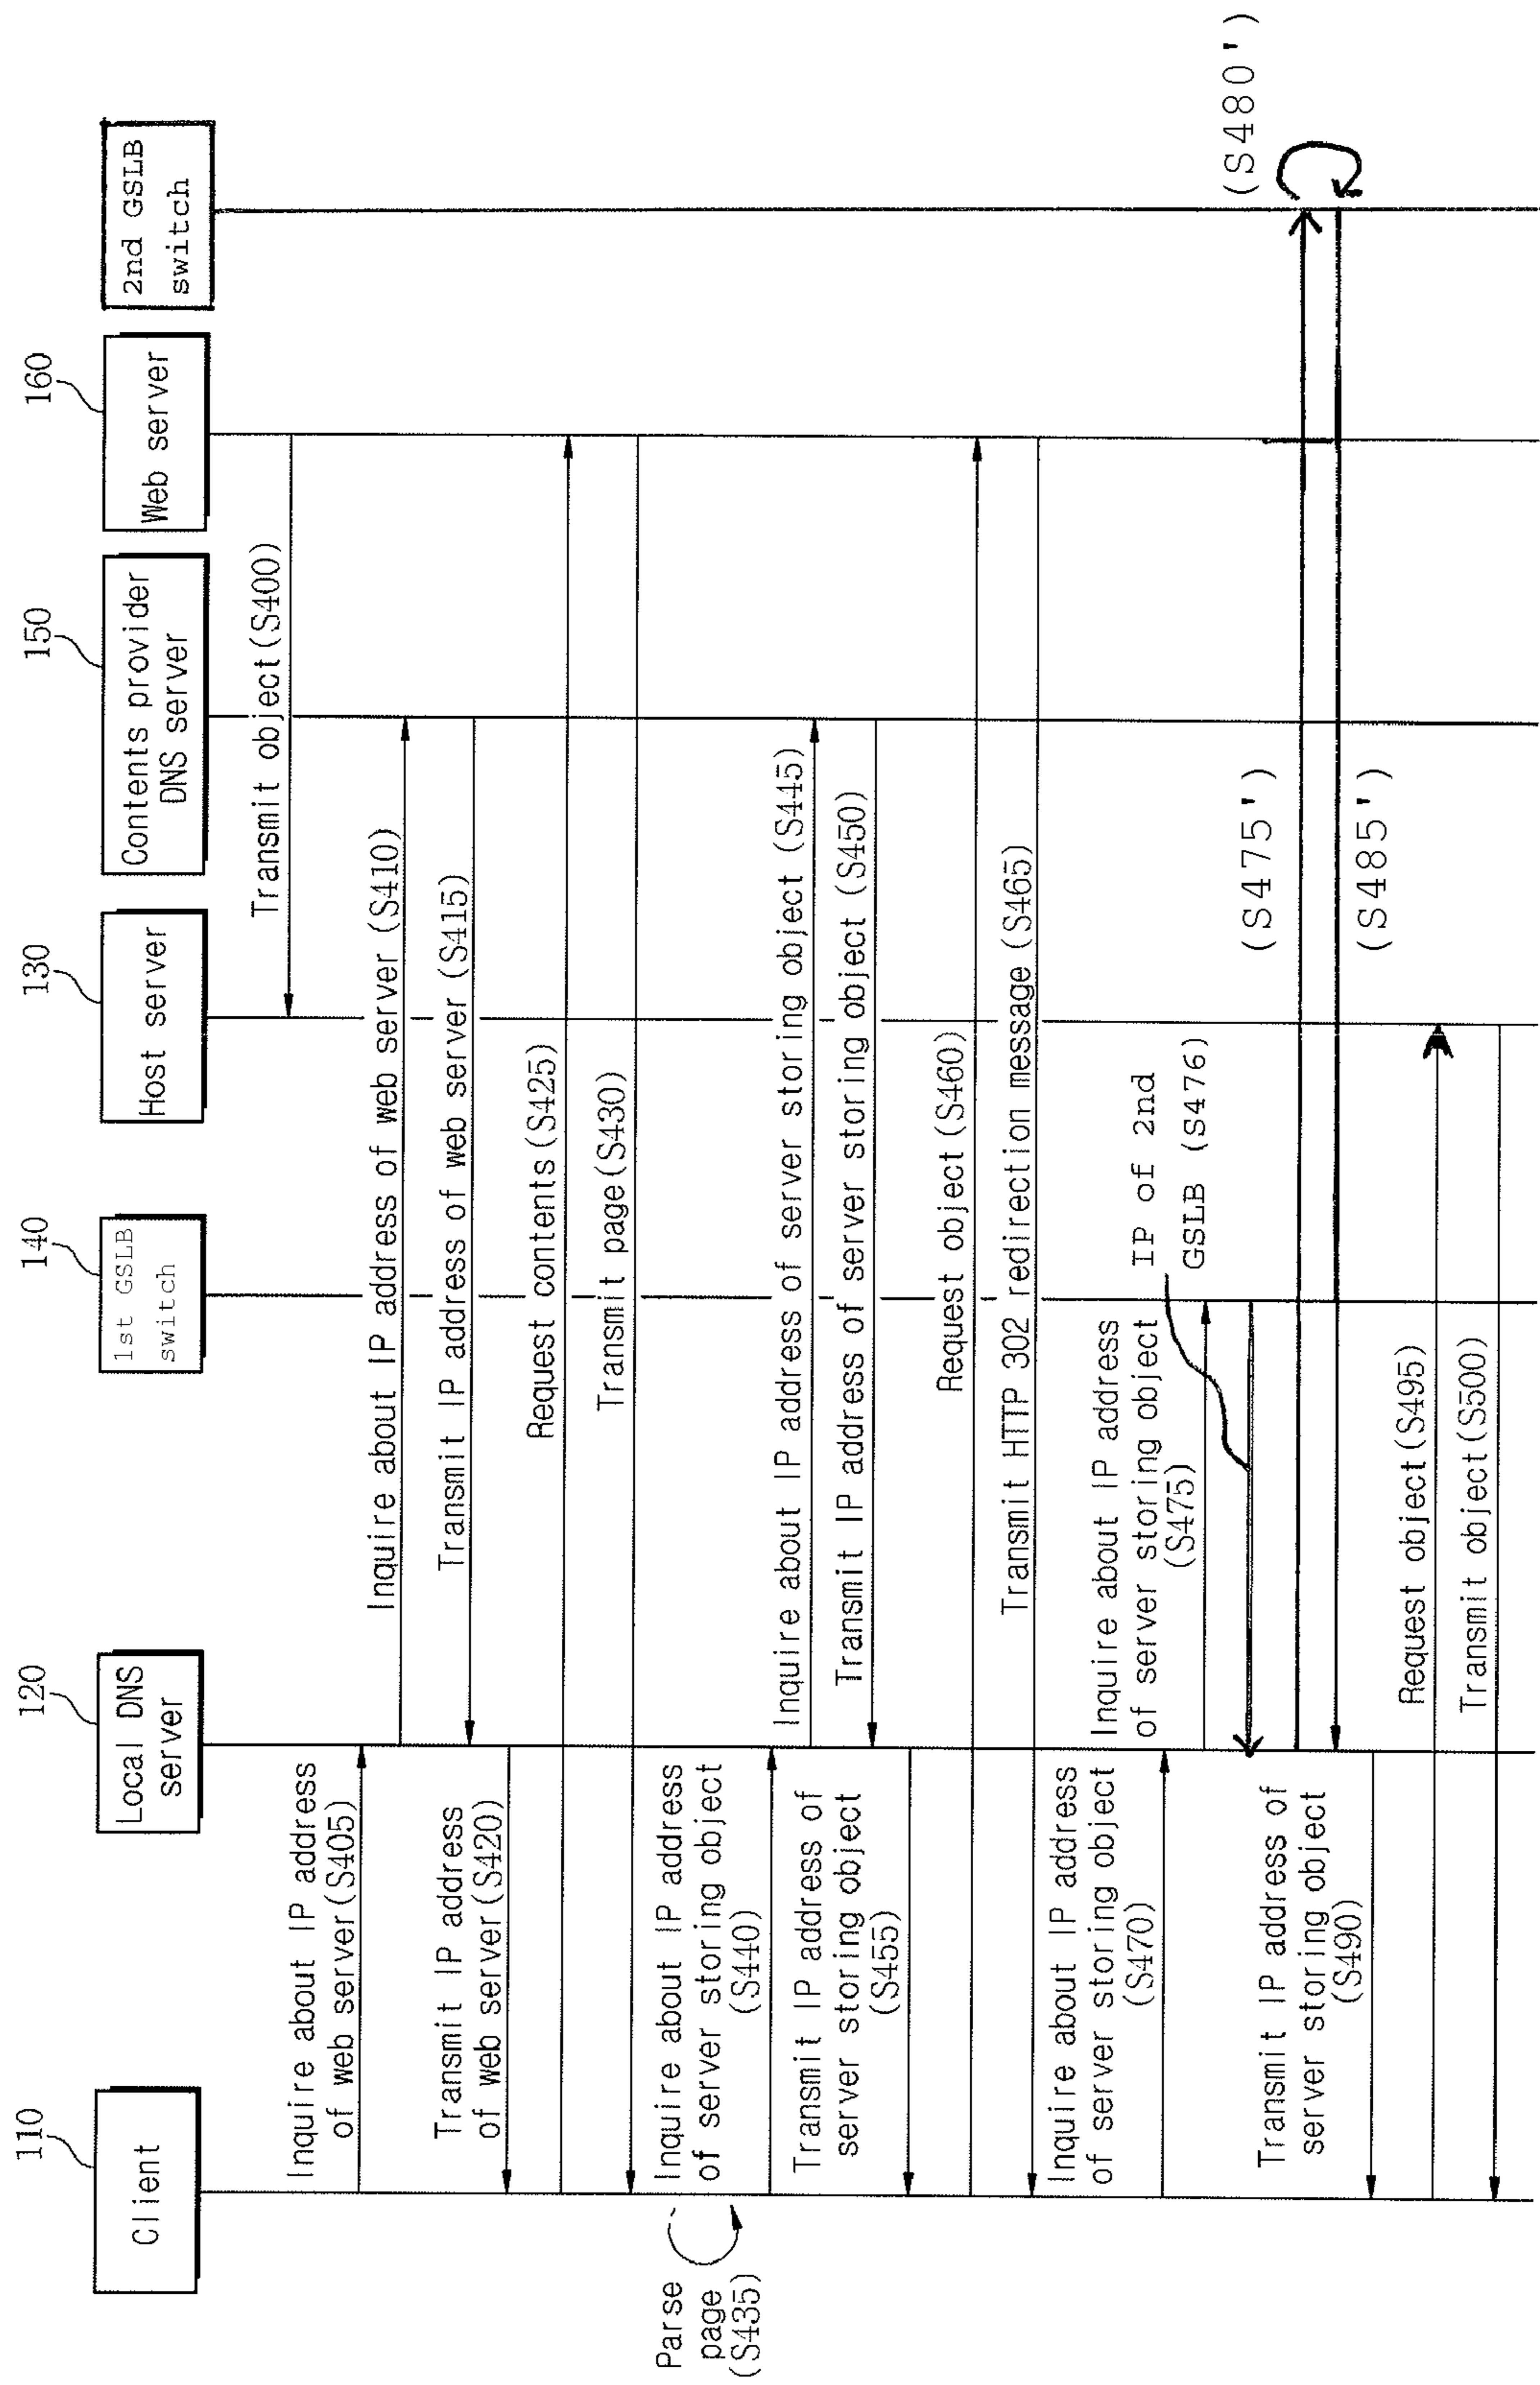 110
Client
120
Local DNS
server
140
1st GSLB
switch
130
Host server
150
Contents provider
DNS server
160
Web server
2nd GSLB
switch
Transmit object(S400)
Inquire about IP address
of web server(S405)
Inquire about IP address of web server(S410)
Transmit IP address of web server(S415)
Transmit IP address
of web server(S420)
Request contents(S425)
Transmit page(S430)
Parse
page
(S435)
Inquire about IP address
of server storing object
(S440)
Inquire about IP address of server storing object(S445)
Transmit IP address of server storing object(S450)
Transmit IP address of
server storing object
(S455)
Request object(S460)
Transmit HTTP 302 redirection message(S465)
Inquire about IP address
of server storing object
(S470)
Inquire about IP address
of server storing object
(S475)
IP of 2nd
GSLB (S476)
(S475')
(S480')
(S485')
Transmit IP address of
server storing object
(S490)
Request object(S495)
Transmit object(S500)